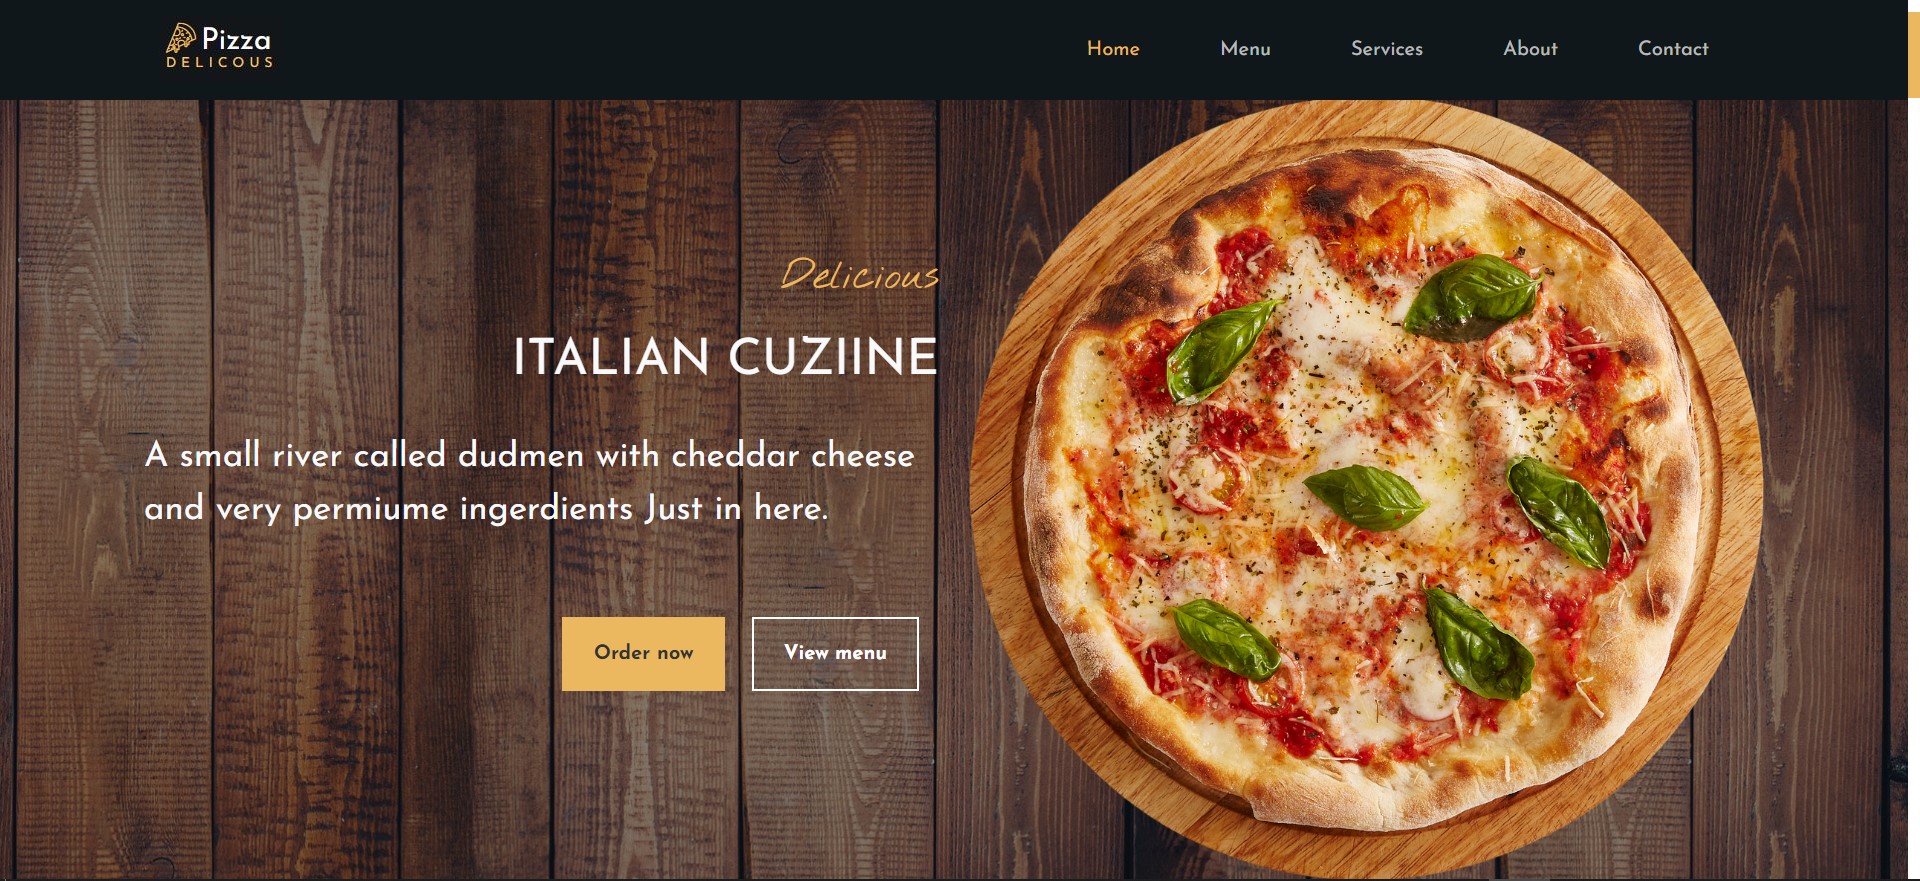 Pizza
DELICOUS
Home Menu Services About Contact
Delicious
ITALIAN CUZIINE
A small river called dudmen with cheddar cheese
and very permiume ingerdients Just in here.
Order now View menu